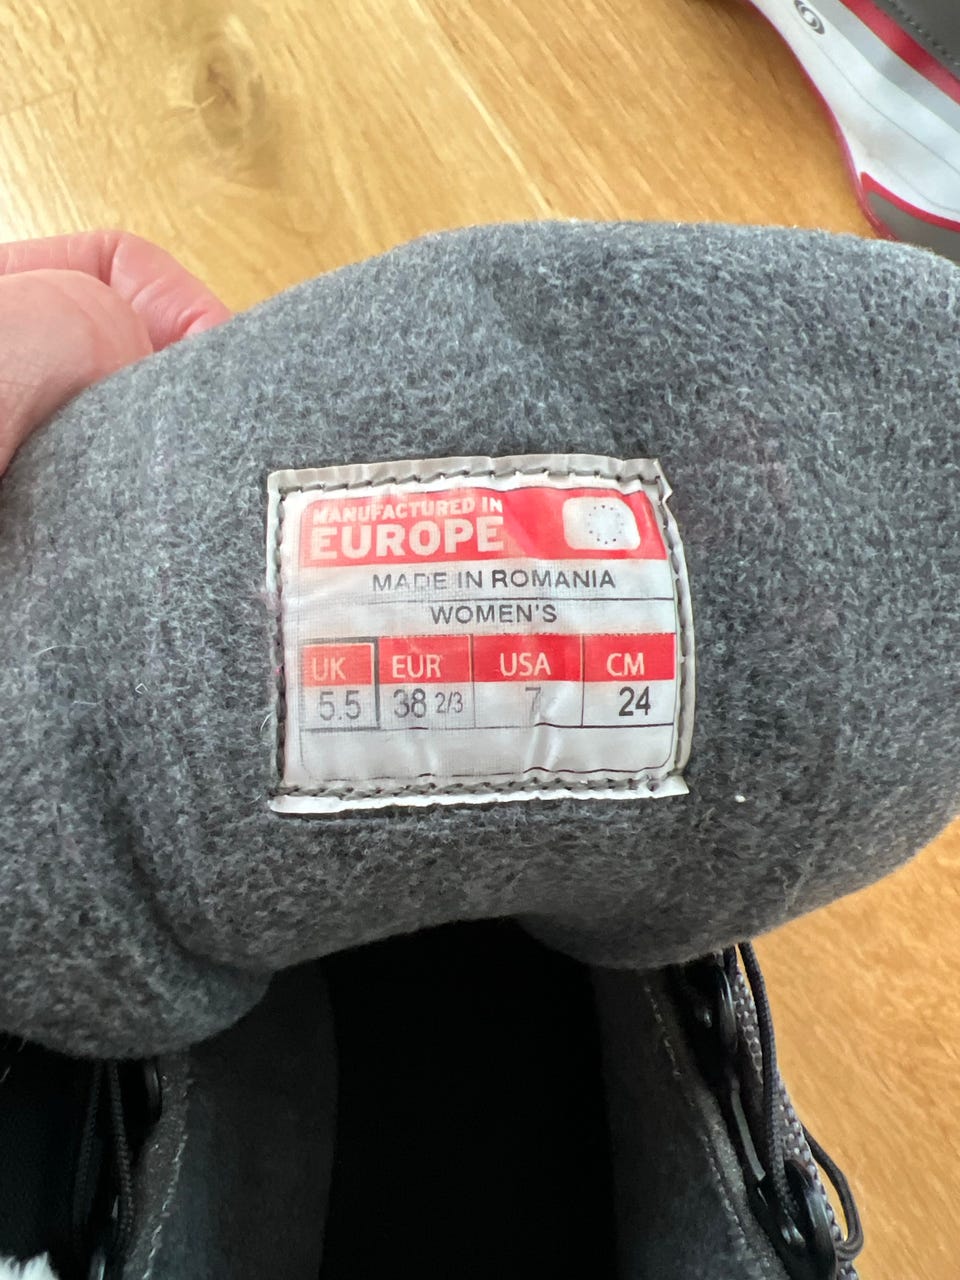 MANUFACTURED IN
EUROPE
MADE IN ROMANIA
WOMEN'S
UK EUR USA CM
5.5 38 2/3 7 24